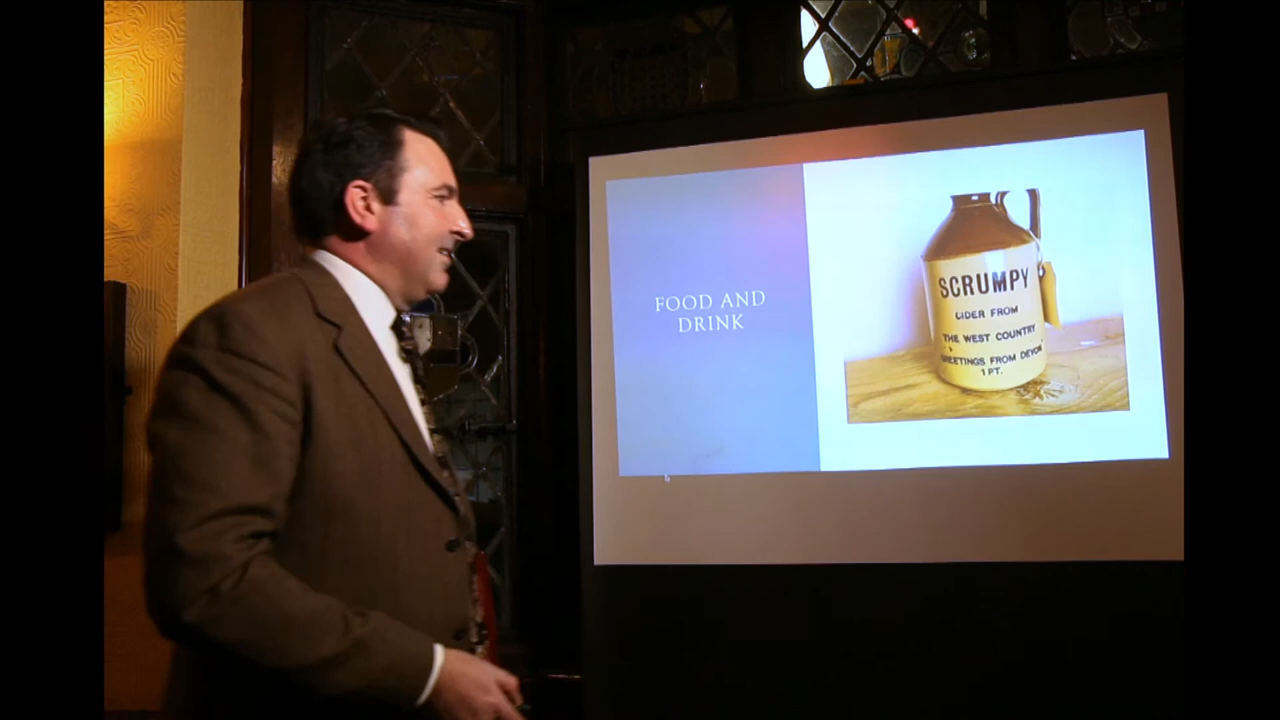 FOOD AND
DRINK
SCRUMPY
CIDER FROM
THE WEST COUNTRY
GREETINGS FROM DEVON
1 PT.